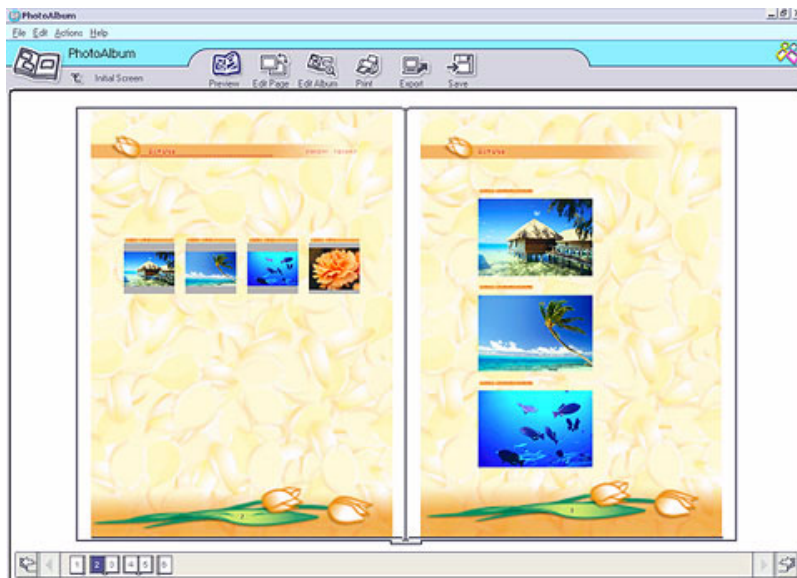 PhotoAlbum
File Edit Actions Help
PhotoAlbum
Initial Screen
Preview Edit Page Edit Album Print Export Save
1 2 3 4 5 6